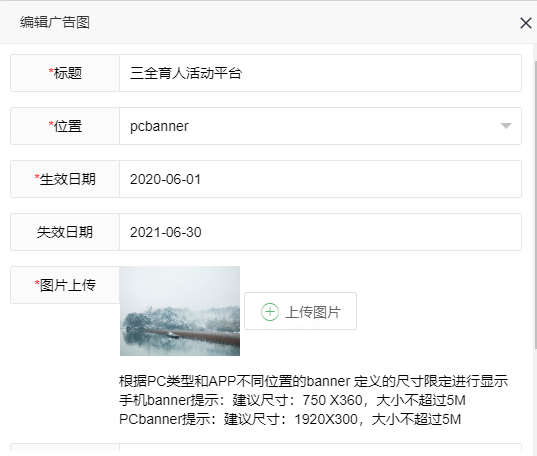 编辑广告图
*标题 三全育人活动平台
*位置 pcbanner
*生效日期 2020-06-01
失效日期 2021-06-30
*图片上传 上传图片
根据PC类型和APP不同位置的banner 定义的尺寸限定进行显示
手机banner提示：建议尺寸：750 X360，大小不超过5M
PCbanner提示：建议尺寸：1920X300，大小不超过5M